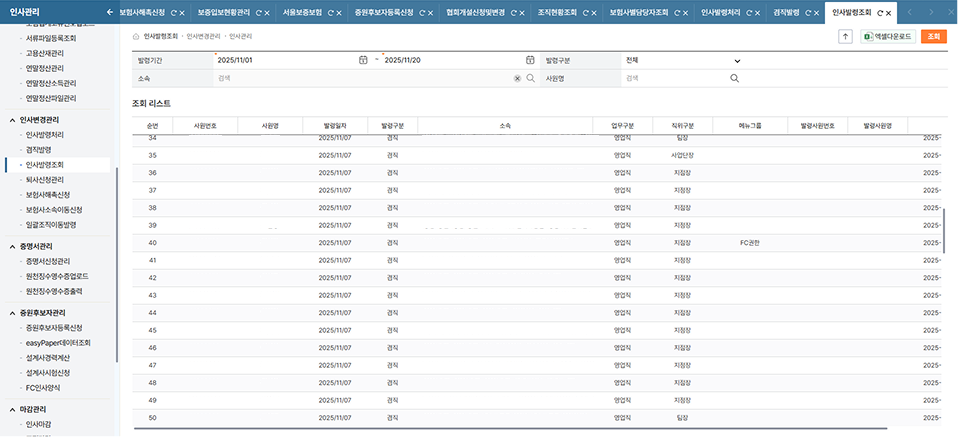 인사관리
보험사해촉신청
보증입보현황관리
서울보증보험
증원후보자등록신청
협회개설신청및변경
조직현황조회
보험사별담당자조회
인사발령처리
겸직발령
인사발령조회
서류파일등록조회
고용산재관리
연말정산관리
연말정산소득관리
연말정산파일관리
인사변경관리
인사발령처리
겸직발령
인사발령조회
퇴사신청관리
보험사해촉신청
보험사소속이동신청
일괄조직이동발령
증명서관리
증명서신청관리
원천징수영수증업로드
원천징수영수증출력
증원후보자관리
증원후보자등록신청
easyPaper데이터조회
설계사경력계산
설계사시험신청
FC인사양식
마감관리
인사마감
인사발령조회 · 인사변경관리 · 인사관리
엑셀다운로드 조회
발령기간 2025/11/01 ~ 2025/11/20 발령구분 전체
소속 검색 사원명 검색
조회 리스트
순번 사원번호 사원명 발령일자 발령구분 소속 업무구분 직위구분 메뉴그룹 발령사원번호 발령사원명
34 2025/11/07 겸직 영업직 팀장 2025-
35 2025/11/07 겸직 영업직 사업단장 2025-
36 2025/11/07 겸직 영업직 지점장 2025-
37 2025/11/07 겸직 영업직 지점장 2025-
38 2025/11/07 겸직 영업직 지점장 2025-
39 2025/11/07 겸직 영업직 지점장 2025-
40 2025/11/07 겸직 영업직 지점장 FC권한 2025-
41 2025/11/07 겸직 영업직 지점장 2025-
42 2025/11/07 겸직 영업직 지점장 2025-
43 2025/11/07 겸직 영업직 지점장 2025-
44 2025/11/07 겸직 영업직 지점장 2025-
45 2025/11/07 겸직 영업직 지점장 2025-
46 2025/11/07 겸직 영업직 지점장 2025-
47 2025/11/07 겸직 영업직 지점장 2025-
48 2025/11/07 겸직 영업직 지점장 2025-
49 2025/11/07 겸직 영업직 지점장 2025-
50 2025/11/07 겸직 영업직 팀장 2025-